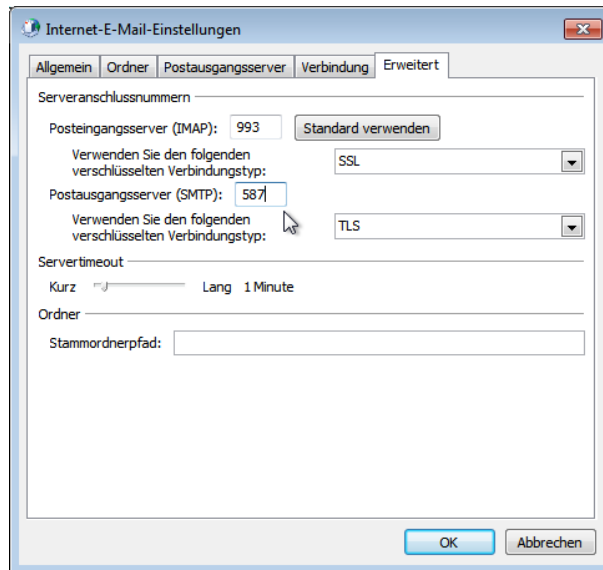 Internet-E-Mail-Einstellungen
Allgemein Ordner Postausgangsserver Verbindung Erweitert
Serveranschlussnummern
Posteingangsserver (IMAP): 993 Standard verwenden
Verwenden Sie den folgenden
verschlüsselten Verbindungstyp: SSL
Postausgangsserver (SMTP): 587
Verwenden Sie den folgenden
verschlüsselten Verbindungstyp: TLS
Servertimeout
Kurz Lang 1 Minute
Ordner
Stammordnerpfad:
OK Abbrechen